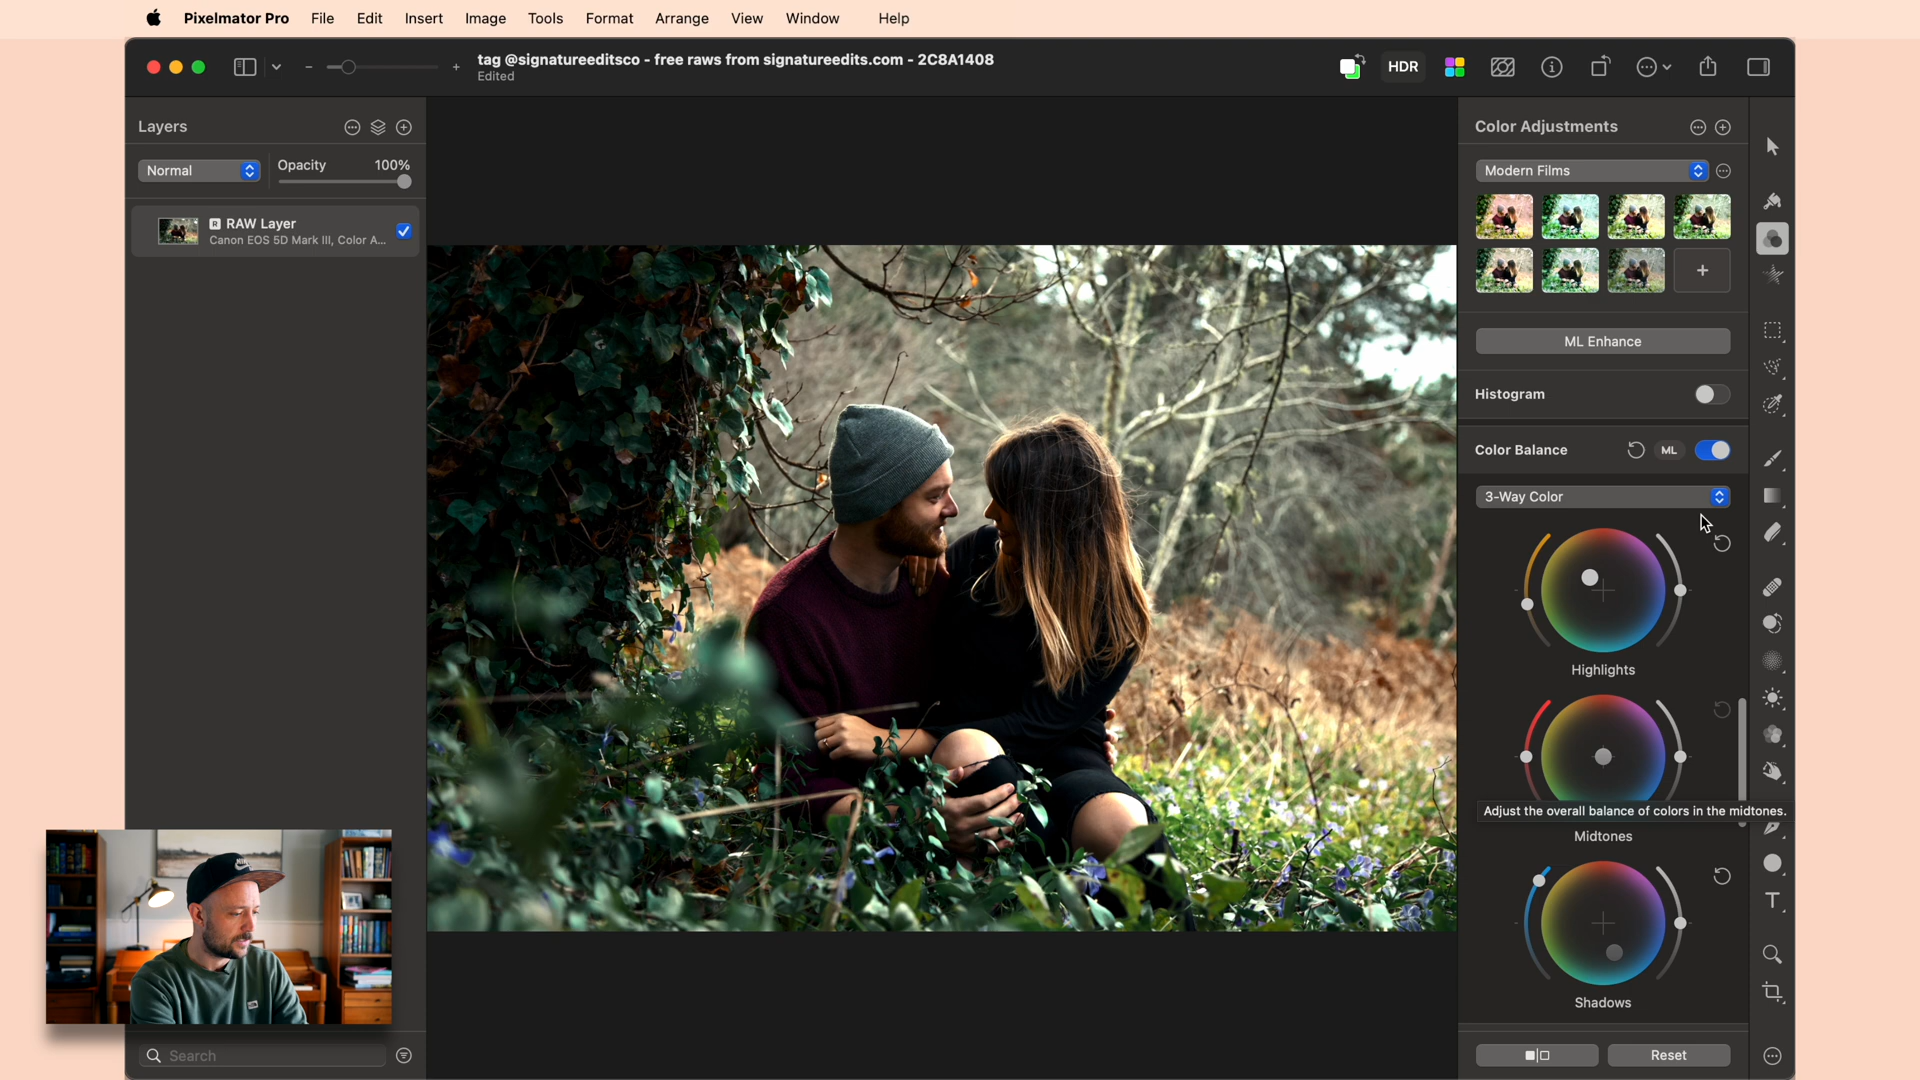 Pixelmator Pro File Edit Insert Image Tools Format Arrange View Window Help
tag @signatureeditsco - free raws from signatureedits.com - 2C8A1408
Edited
HDR
Layers
Normal
Opacity 100%
R RAW Layer
Canon EOS 5D Mark III, Color A...
Search
Color Adjustments
Modern Films
ML Enhance
Histogram
Color Balance ML
3-Way Color
Highlights
Adjust the overall balance of colors in the midtones.
Midtones
Shadows
Reset